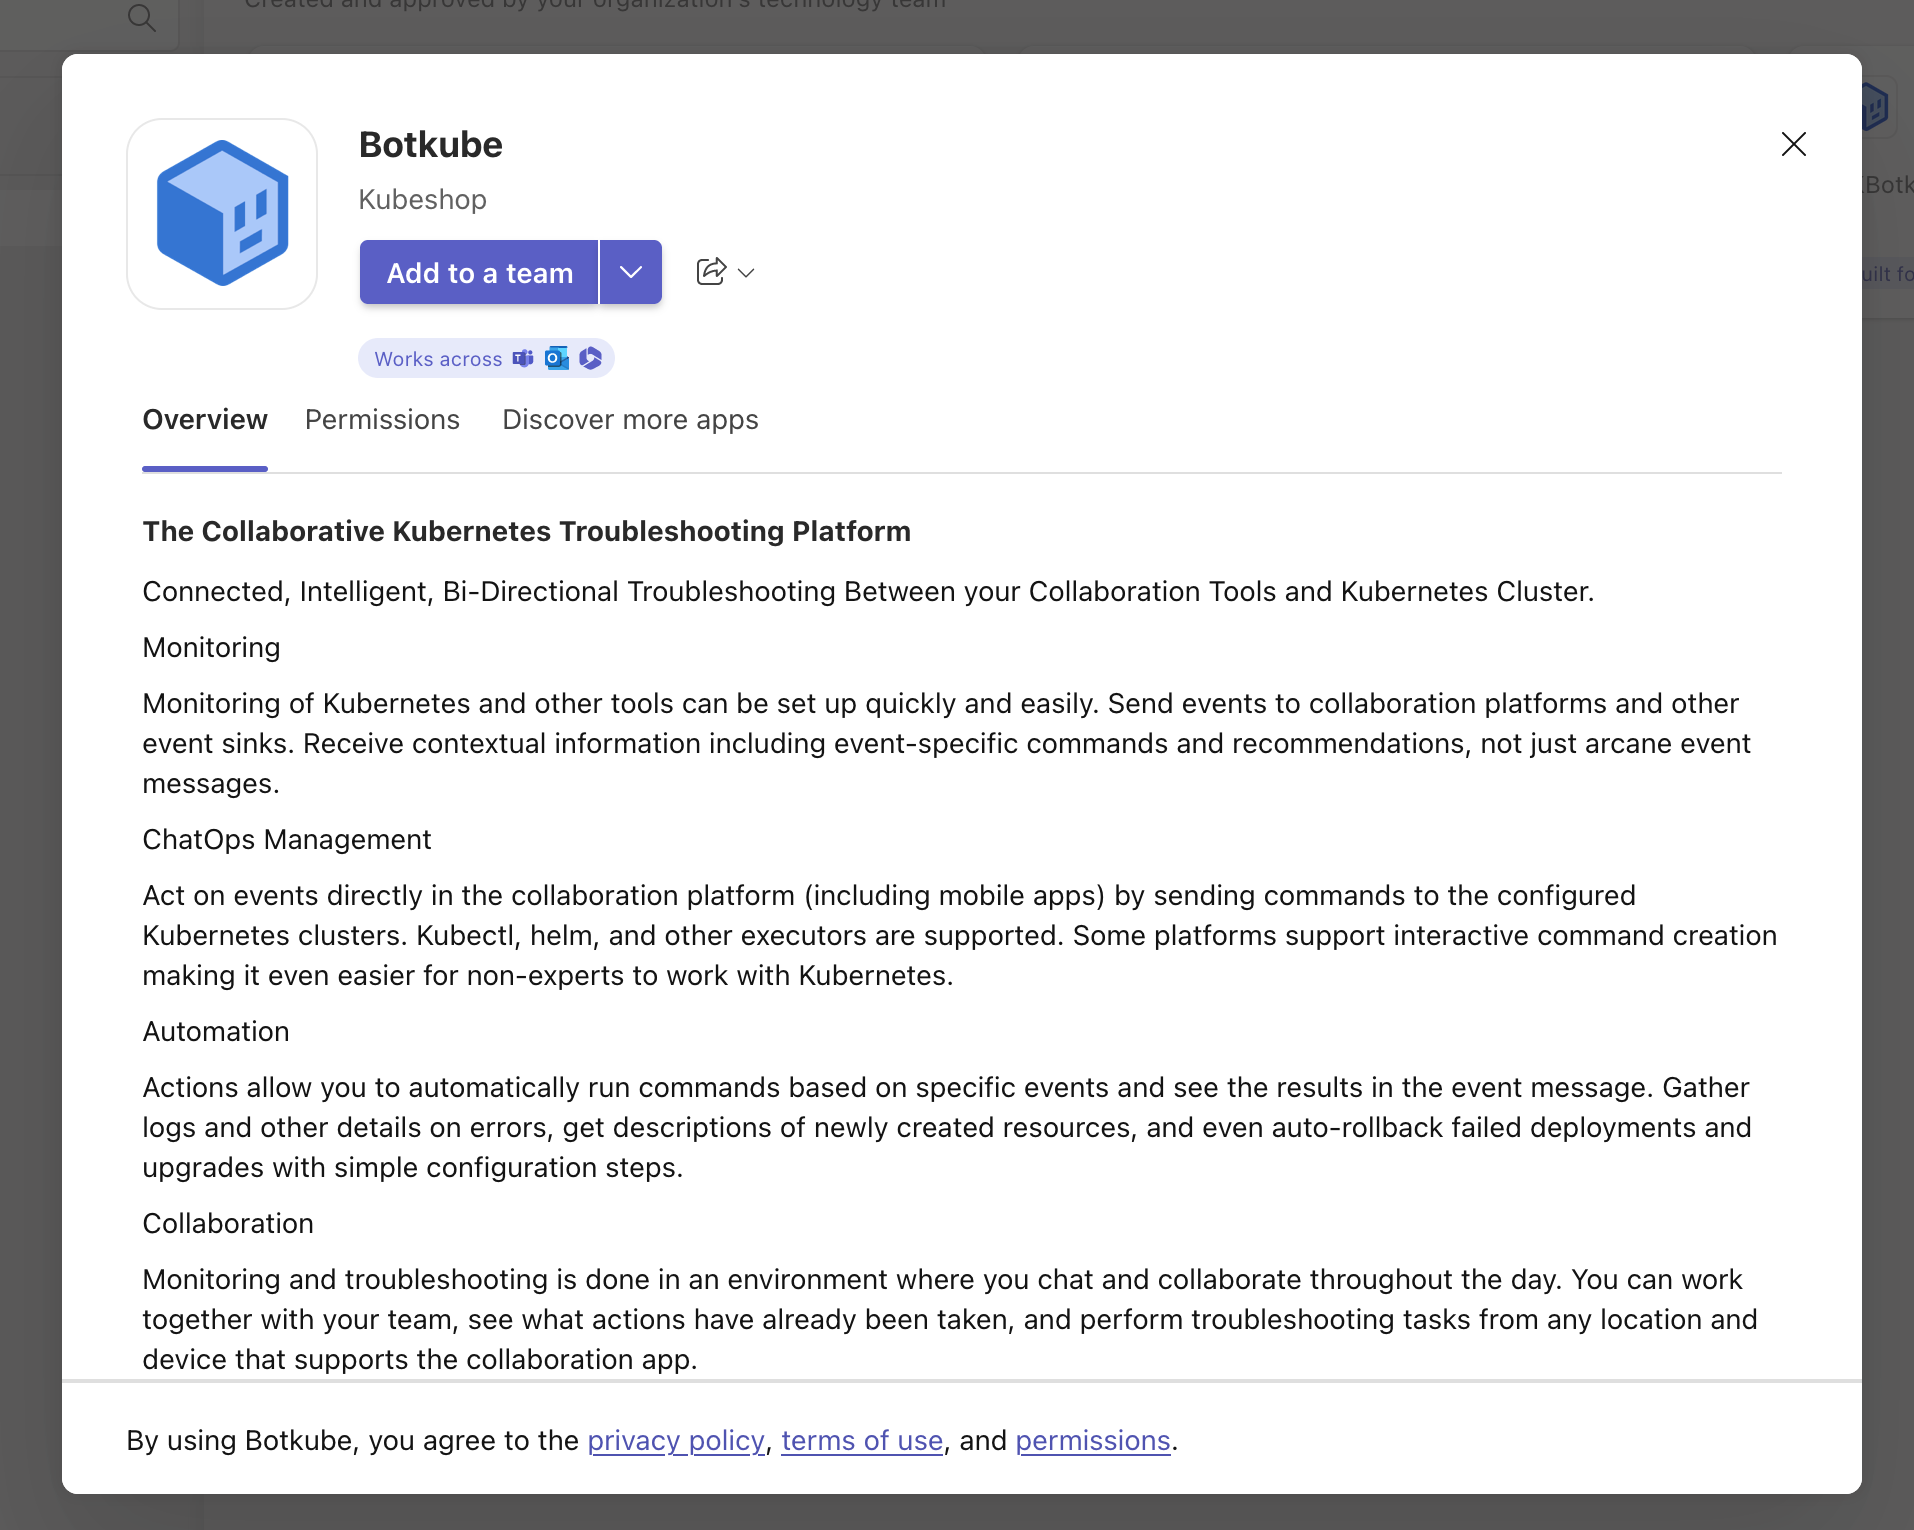 Created and approved by your organization's technology team
Botkube
Kubeshop
Add to a team
Works across
Overview Permissions Discover more apps
The Collaborative Kubernetes Troubleshooting Platform
Connected, Intelligent, Bi-Directional Troubleshooting Between your Collaboration Tools and Kubernetes Cluster.
Monitoring
Monitoring of Kubernetes and other tools can be set up quickly and easily. Send events to collaboration platforms and other
event sinks. Receive contextual information including event-specific commands and recommendations, not just arcane event
messages.
ChatOps Management
Act on events directly in the collaboration platform (including mobile apps) by sending commands to the configured
Kubernetes clusters. Kubectl, helm, and other executors are supported. Some platforms support interactive command creation
making it even easier for non-experts to work with Kubernetes.
Automation
Actions allow you to automatically run commands based on specific events and see the results in the event message. Gather
logs and other details on errors, get descriptions of newly created resources, and even auto-rollback failed deployments and
upgrades with simple configuration steps.
Collaboration
Monitoring and troubleshooting is done in an environment where you chat and collaborate throughout the day. You can work
together with your team, see what actions have already been taken, and perform troubleshooting tasks from any location and
device that supports the collaboration app.
By using Botkube, you agree to the privacy policy, terms of use, and permissions.